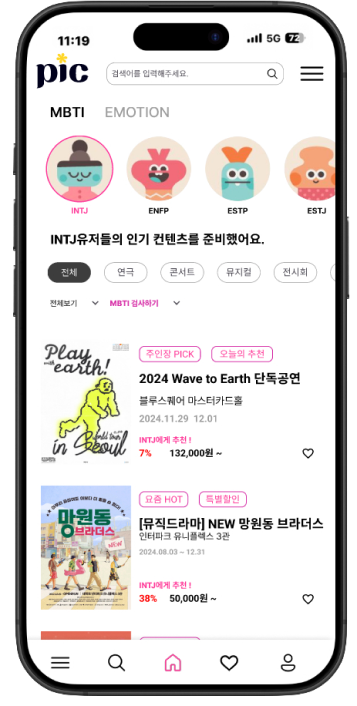 11:19
5G 72
pic
검색어를 입력해주세요.
MBTI EMOTION
INTJ ENFP ESTP ESTJ
INTJ유저들의 인기 컨텐츠를 준비했어요.
전체 연극 콘서트 뮤지컬 전시회
전체보기 MBTI 검사하기
Play
with
earth!
world tour
in Seoul
주인장 PICK 오늘의 추천
2024 Wave to Earth 단독공연
블루스퀘어 마스터카드홀
2024.11.29 12.01
INTJ에게 추천 !
7% 132,000원 ~
망원동
브라더스
요즘 HOT 특별할인
[뮤직드라마] NEW 망원동 브라더스
인터파크 유니플렉스 3관
2024.08.03 ~ 12.31
INTJ에게 추천 !
38% 50,000원 ~